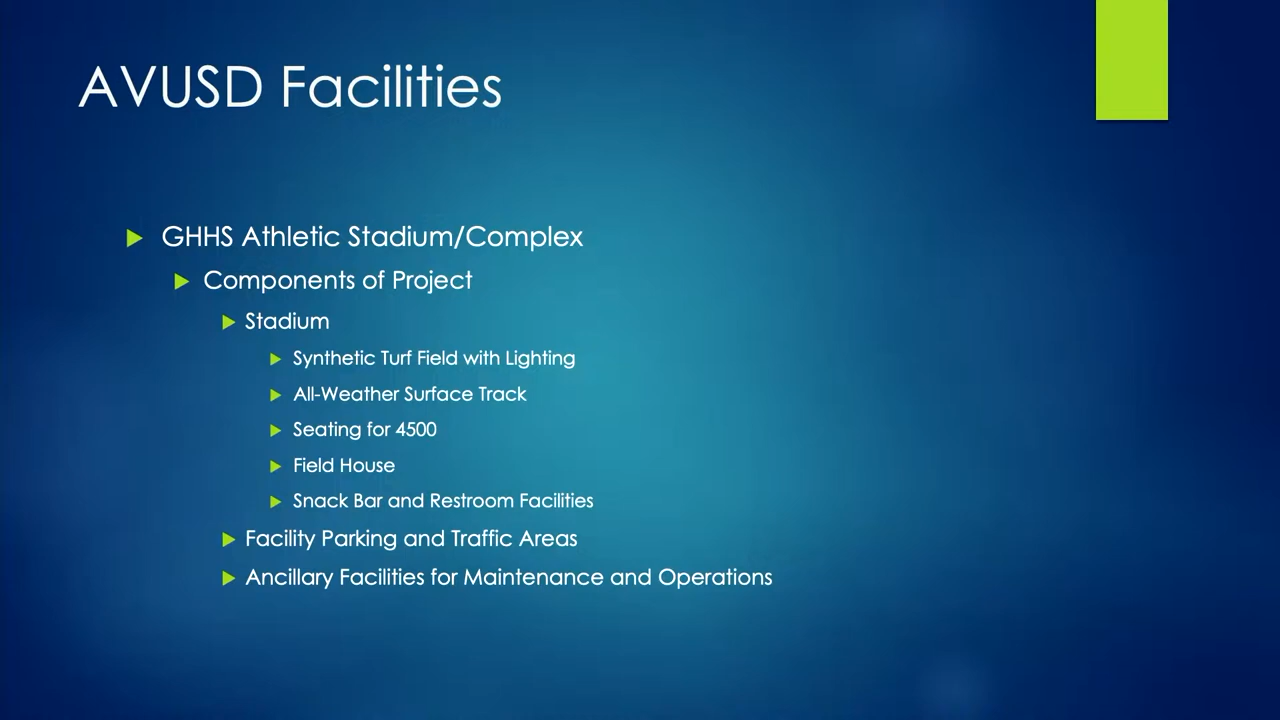 AVUSD Facilities
GHHS Athletic Stadium/Complex
Components of Project
Stadium
Synthetic Turf Field with Lighting
All-Weather Surface Track
Seating for 4500
Field House
Snack Bar and Restroom Facilities
Facility Parking and Traffic Areas
Ancillary Facilities for Maintenance and Operations